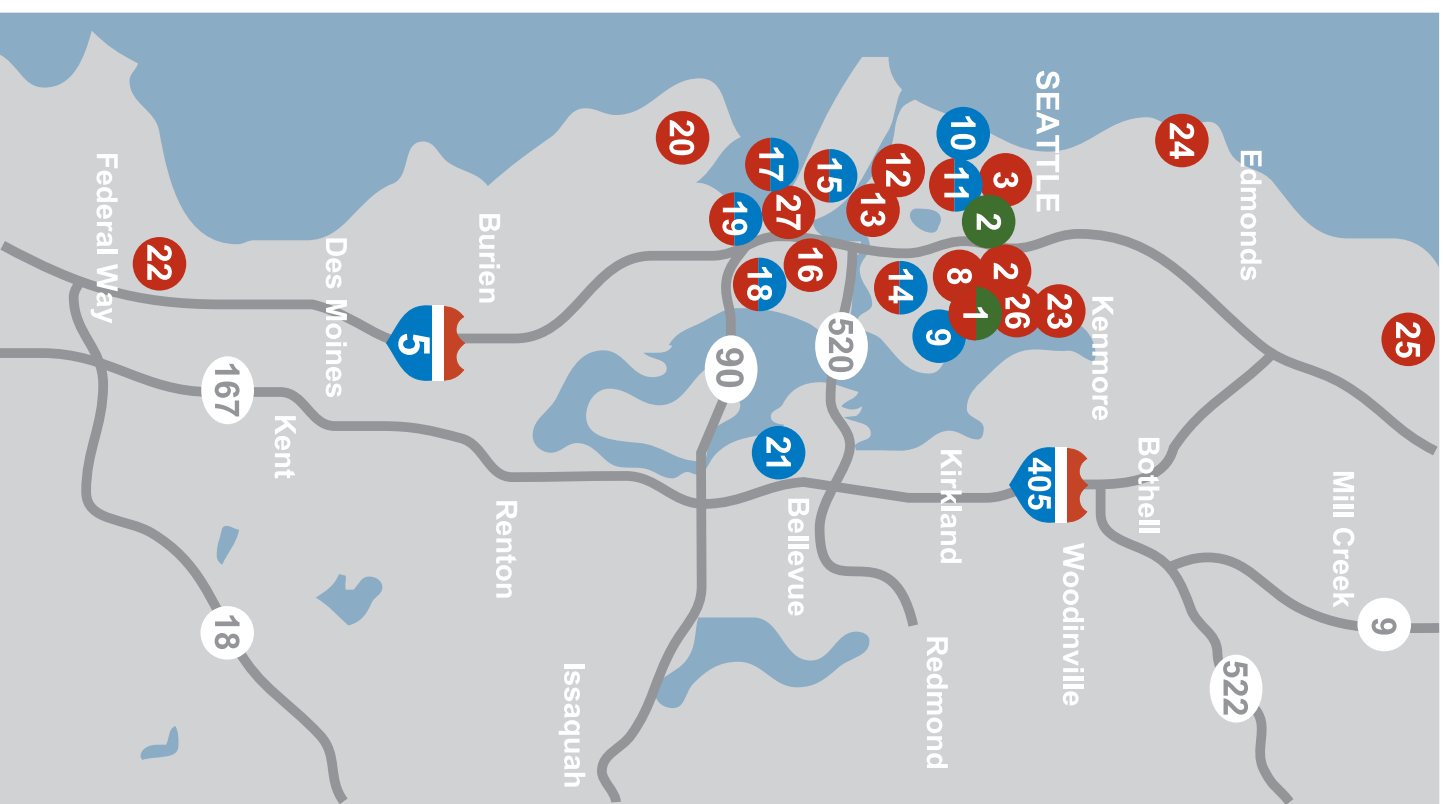 25
9
Mill Creek
Edmonds
522
24
Bothell
Kenmore
Woodinville
23
SEATTLE
405
26
3
2
2
1
10
8
11
Kirkland
9
Redmond
14
12
13
520
15
16
Bellevue
27
21
17
18
19
90
20
Issaquah
Renton
Burien
5
Des Moines
Kent
167
18
22
Federal Way